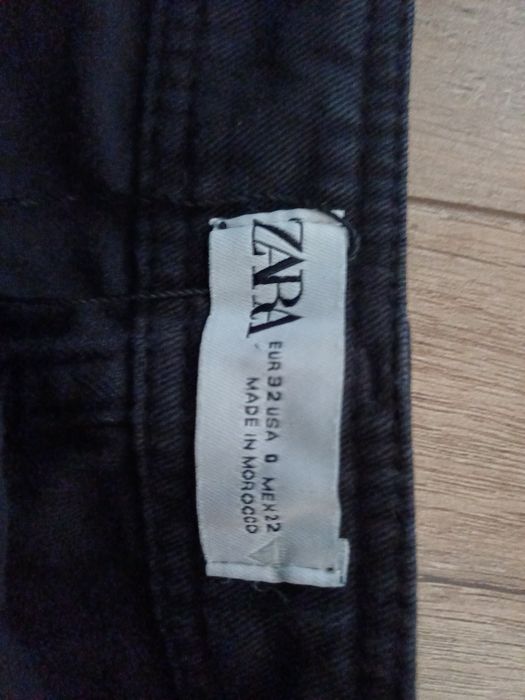 ZARA
EUR 32 USA 0 MEX 22
MADE IN MOROCCO